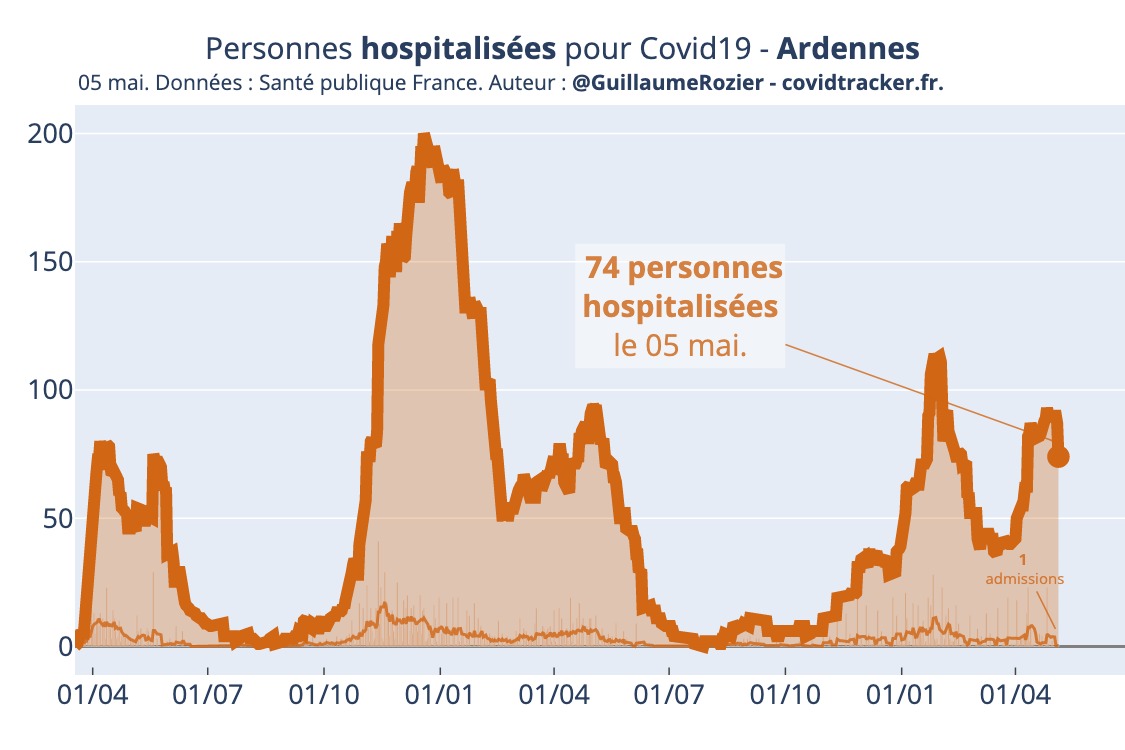 Personnes hospitalisées pour Covid19 - Ardennes
05 mai. Données : Santé publique France. Auteur : @GuillaumeRozier - covidtracker.fr.
200
150
100
50
0
74 personnes
hospitalisées
le 05 mai.
1
admissions
01/04 01/07 01/10 01/01 01/04 01/07 01/10 01/01 01/04